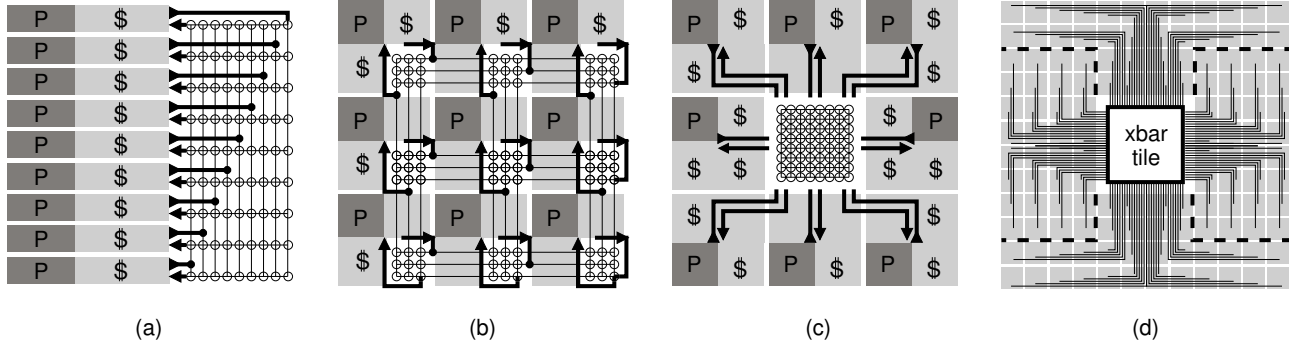 P $
P $
P $
P $
P $
P $
P $
P $
P $
(a)
P $ P $ P $
$
P P P
$
P P P
$
(b)
P $ P $ P
$ $
$ P
$ $ $ $
$ $
P $ P $ P $
(c)
xbar
tile
(d)